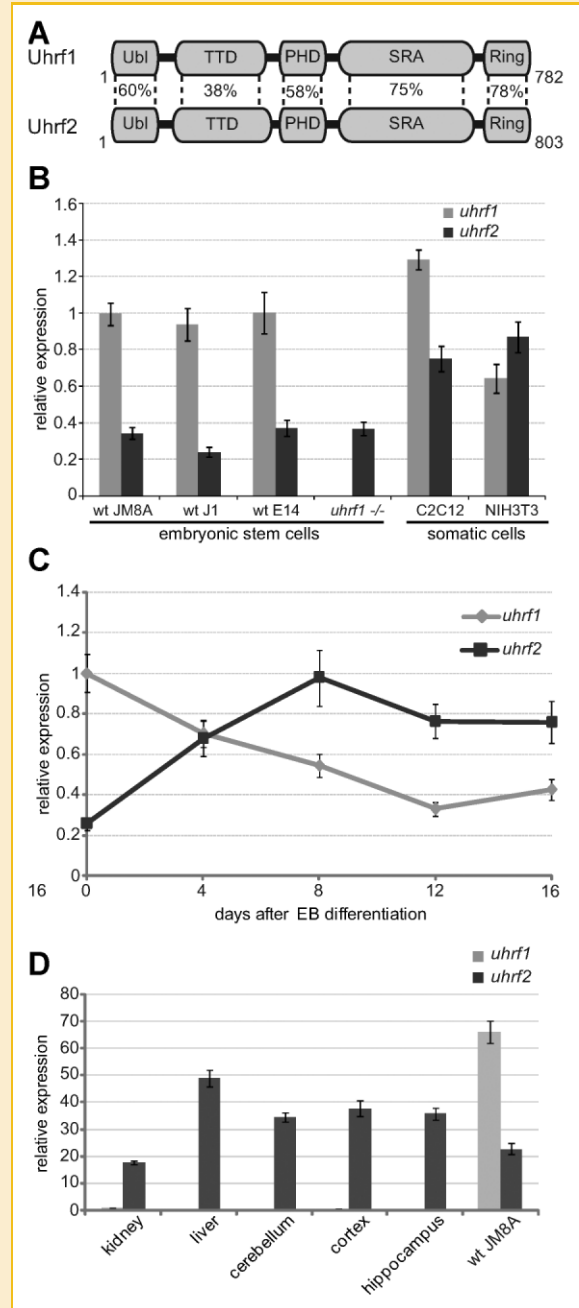 A
Uhrf1
Ubl TTD PHD SRA Ring
1 782
60% 38% 58% 75% 78%
Uhrf2
Ubl TTD PHD SRA Ring
1 803
B
1.6
1.4
1.2
1
0.8
0.6
0.4
0.2
0
relative expression
uhrf1
uhrf2
wt JM8A wt J1 wt E14 uhrf1 -/- C2C12 NIH3T3
embryonic stem cells somatic cells
C
1.4
1.2
1
0.8
0.6
0.4
0.2
0
relative expression
uhrf1
uhrf2
16 0 4 8 12 16
days after EB differentiation
D
uhrf1
uhrf2
80
70
60
50
40
30
20
10
0
relative expression
kidney liver cerebellum cortex hippocampus wt JM8A